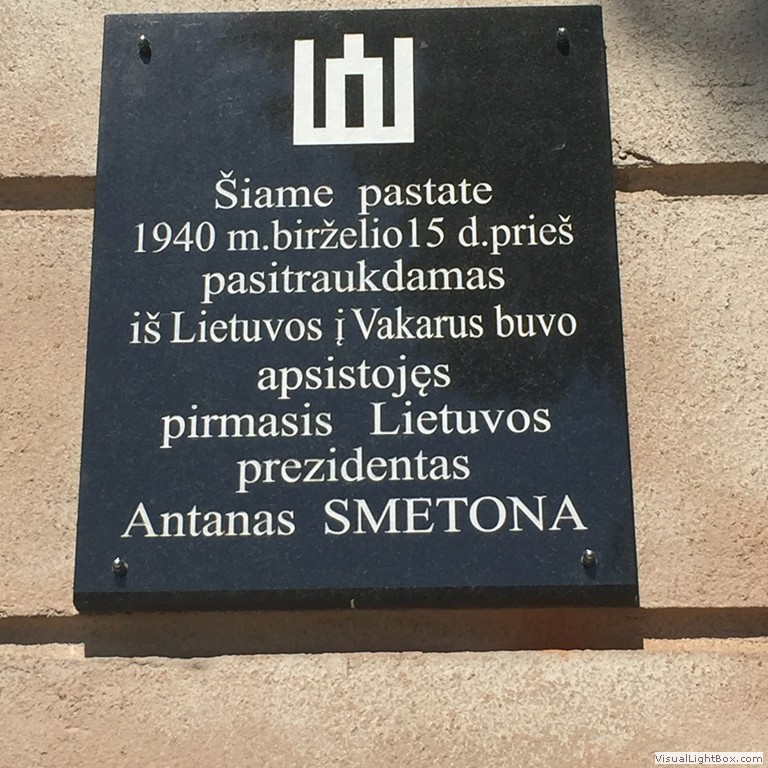 Šiame pastate
1940 m.birželio15 d.prieš
pasitraukdamas
iš Lietuvos į Vakarus buvo
apsistojęs
pirmasis Lietuvos
prezidentas
Antanas SMETONA
VisualLightBox.com